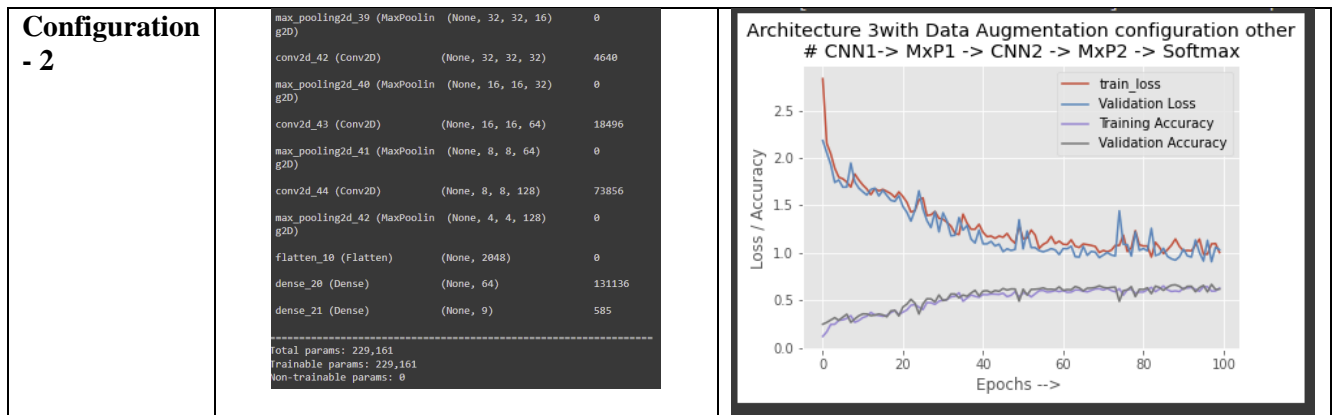 Configuration
- 2
max_pooling2d_39 (MaxPoolin (None, 32, 32, 16) 0
g2D)
conv2d_42 (Conv2D) (None, 32, 32, 32) 4640
max_pooling2d_40 (MaxPoolin (None, 16, 16, 32) 0
g2D)
conv2d_43 (Conv2D) (None, 16, 16, 64) 18496
max_pooling2d_41 (MaxPoolin (None, 8, 8, 64) 0
g2D)
conv2d_44 (Conv2D) (None, 8, 8, 128) 73856
max_pooling2d_42 (MaxPoolin (None, 4, 4, 128) 0
g2D)
flatten_10 (Flatten) (None, 2048) 0
dense_20 (Dense) (None, 64) 131136
dense_21 (Dense) (None, 9) 585
=================================================================
Total params: 229,161
Trainable params: 229,161
Non-trainable params: 0
Architecture 3with Data Augmentation configuration other
# CNN1-> MxP1 -> CNN2 -> MxP2 -> Softmax
train_loss
Validation Loss
Training Accuracy
Validation Accuracy
Loss / Accuracy
2.5
2.0
1.5
1.0
0.5
0.0
0 20 40 60 80 100
Epochs -->